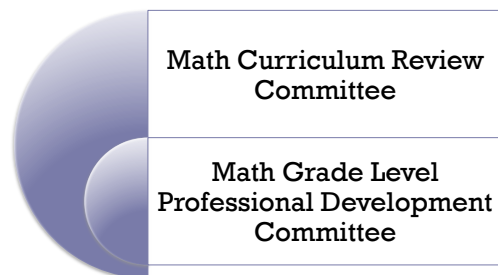 Math Curriculum Review
Committee
Math Grade Level
Professional Development
Committee